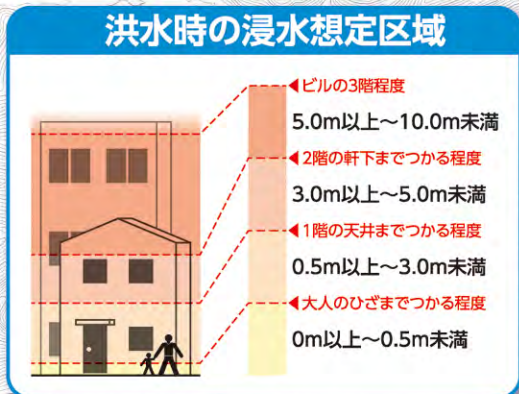 洪水時の浸水想定区域
◀ビルの3階程度
5.0m以上～10.0m未満
◀2階の軒下までつかる程度
3.0m以上～5.0m未満
◀1階の天井までつかる程度
0.5m以上～3.0m未満
◀大人のひざまでつかる程度
0m以上～0.5m未満